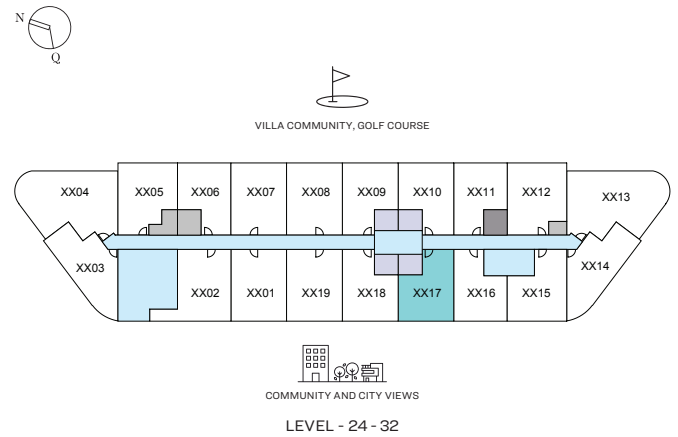 N
Q
VILLA COMMUNITY, GOLF COURSE
XX04 XX05 XX06 XX07 XX08 XX09 XX10 XX11 XX12 XX13
XX03 XX14
XX02 XX01 XX19 XX18 XX17 XX16 XX15
COMMUNITY AND CITY VIEWS
LEVEL - 24 - 32